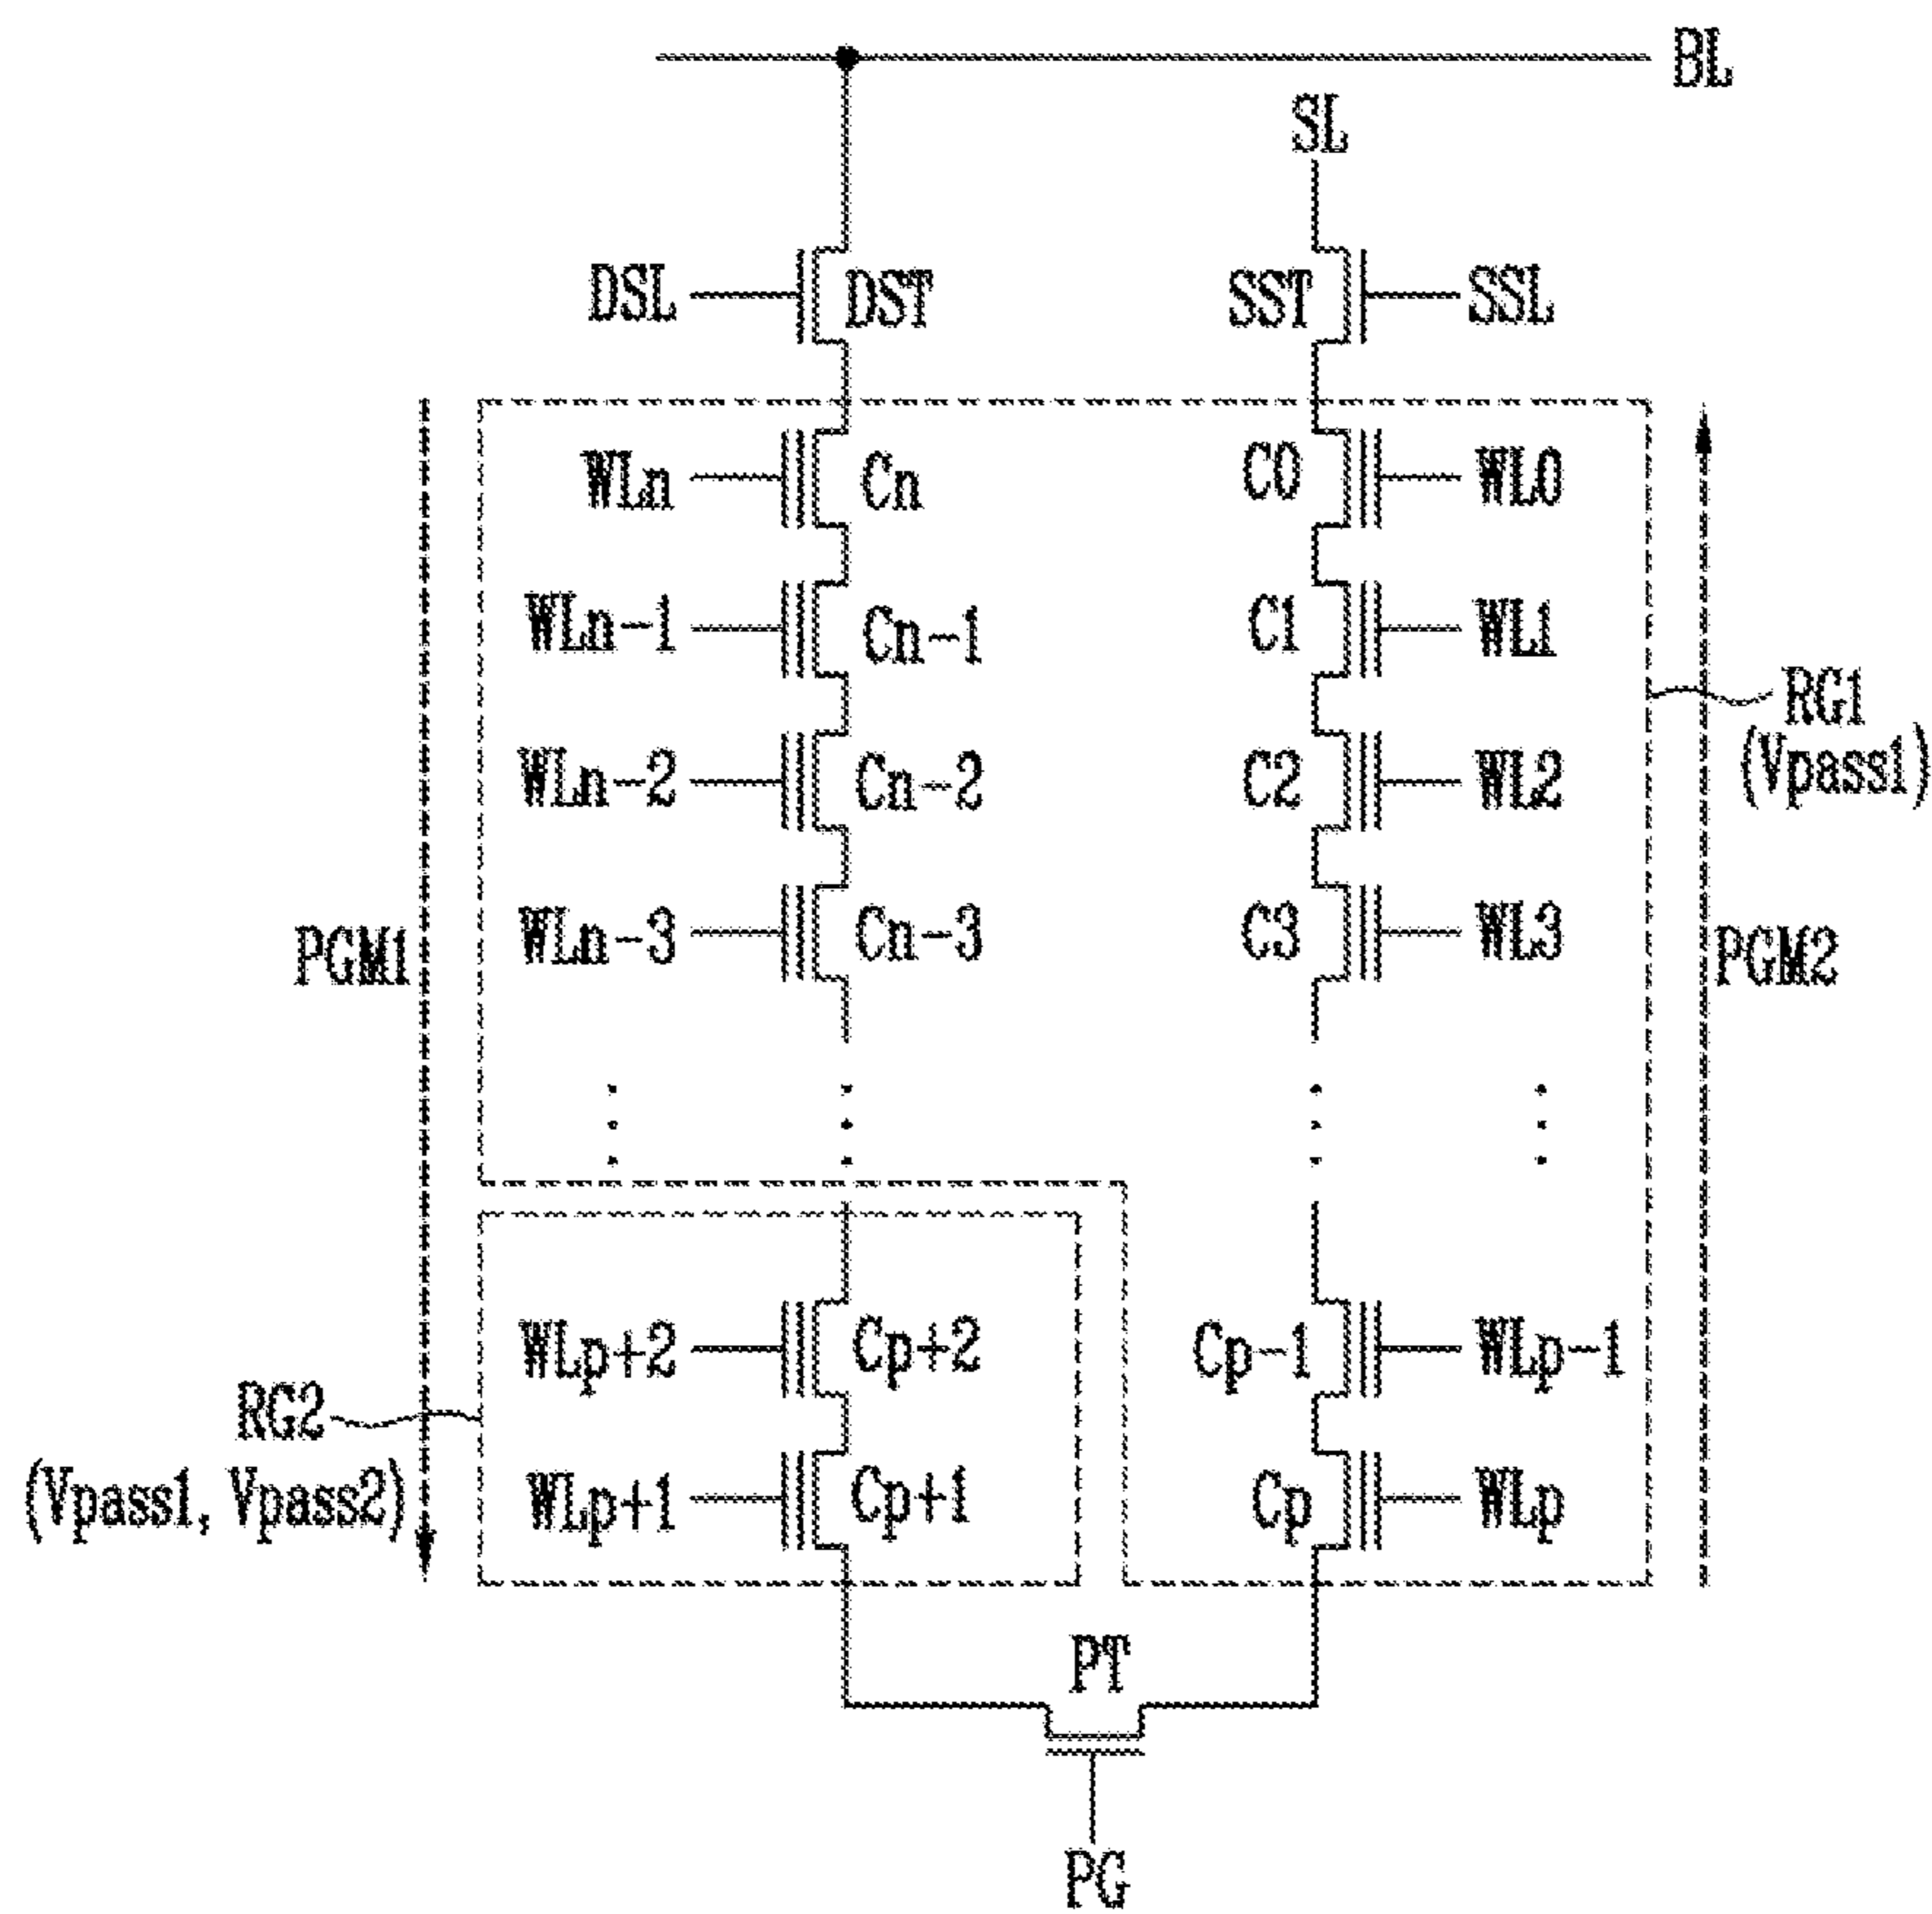 BL
SL
DSL DST SST SSL
WLn Cn C0 WL0
WLn-1 Cn-1 C1 WL1
RG1
(Vpass1)
WLn-2 Cn-2 C2 WL2
PGM1 WLn-3 Cn-3 C3 WL3 PGM2
WLp+2 Cp+2 Cp-1 WLp-1
RG2
(Vpass1, Vpass2)
WLp+1 Cp+1 Cp WLp
PT
PG